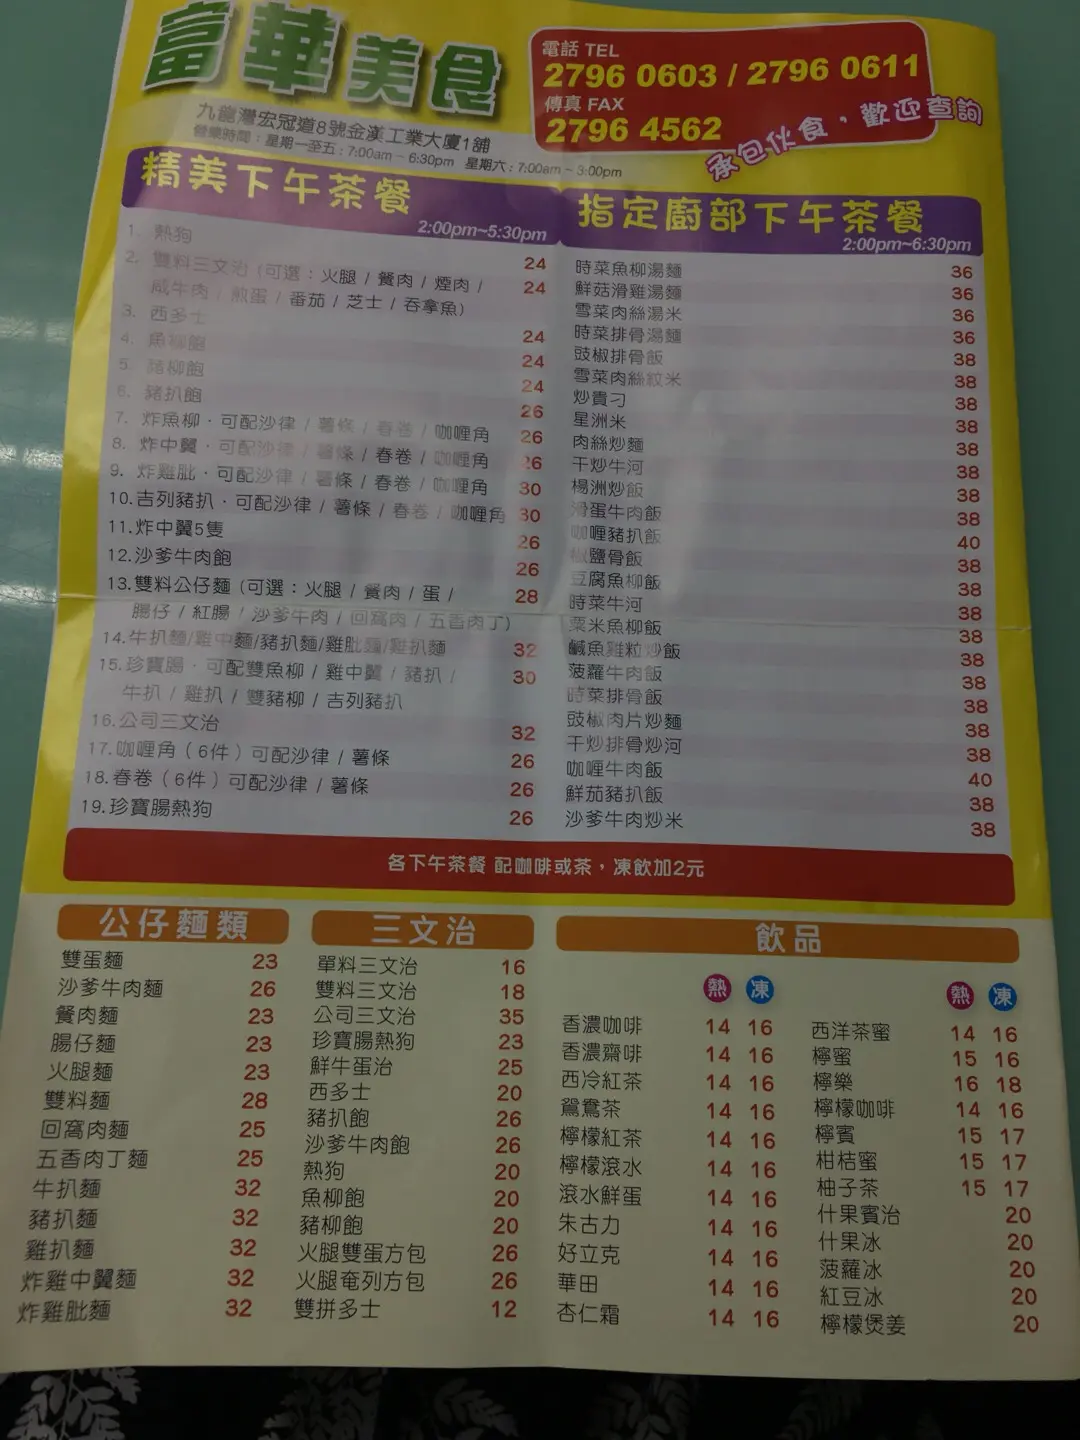 富華美食
電話 TEL
2796 0603 / 2796 0611
傳真 FAX
2796 4562
承包伙食，歡迎查詢
九龍灣宏冠道8號金漢工業大廈1舖
營業時間：星期一至五：7:00am ~ 6:30pm 星期六：7:00am ~ 3:00pm
精美下午茶餐
2:00pm~5:30pm
1. 熱狗 24
2. 雙料三文治 (可選：火腿 / 餐肉 / 煙肉 / 24
咸牛肉 / 煎蛋 / 番茄 / 芝士 / 吞拿魚)
3. 西多士 24
4. 魚柳飽 24
5. 豬柳飽 24
6. 豬扒飽 26
7. 炸魚柳．可配沙律 / 薯條 / 春卷 / 咖喱角 26
8. 炸中翼．可配沙律 / 薯條 / 春卷 / 咖喱角 26
9. 炸雞肶．可配沙律 / 薯條 / 春卷 / 咖喱角 30
10.吉列豬扒．可配沙律 / 薯條 / 春卷 / 咖喱角 30
11.炸中翼5隻 26
12.沙爹牛肉飽 26
13.雙料公仔麵 (可選：火腿 / 餐肉 / 蛋 / 28
腸仔 / 紅腸 / 沙爹牛肉 / 回窩肉 / 五香肉丁)
14.牛扒麵/雞中麵/豬扒麵/雞肶麵/雞扒麵 32
15.珍寶腸．可配雙魚柳 / 雞中翼 / 豬扒 / 30
牛扒 / 雞扒 / 雙豬柳 / 吉列豬扒
16.公司三文治 32
17.咖喱角（6件）可配沙律 / 薯條 26
18.春卷（6件）可配沙律 / 薯條 26
19.珍寶腸熱狗 26
指定廚部下午茶餐
2:00pm~6:30pm
時菜魚柳湯麵 36
鮮菇滑雞湯麵 36
雪菜肉絲湯米 36
時菜排骨湯麵 36
豉椒排骨飯 38
雪菜肉絲炆米 38
炒貴刁 38
星洲米 38
肉絲炒麵 38
干炒牛河 38
楊洲炒飯 38
滑蛋牛肉飯 38
咖喱豬扒飯 40
椒鹽骨飯 38
豆腐魚柳飯 38
時菜牛河 38
粟米魚柳飯 38
鹹魚雞粒炒飯 38
菠蘿牛肉飯 38
時菜排骨飯 38
豉椒肉片炒麵 38
干炒排骨炒河 38
咖喱牛肉飯 40
鮮茄豬扒飯 38
沙爹牛肉炒米 38
各下午茶餐 配咖啡或茶，凍飲加2元
公仔麵類
雙蛋麵 23
沙爹牛肉麵 26
餐肉麵 23
腸仔麵 23
火腿麵 23
雙料麵 28
回窩肉麵 25
五香肉丁麵 25
牛扒麵 32
豬扒麵 32
雞扒麵 32
炸雞中翼麵 32
炸雞肶麵 32
三文治
單料三文治 16
雙料三文治 18
公司三文治 35
珍寶腸熱狗 23
鮮牛蛋治 25
西多士 20
豬扒飽 26
沙爹牛肉飽 26
熱狗 20
魚柳飽 20
豬柳飽 20
火腿雙蛋方包 26
火腿奄列方包 26
雙拼多士 12
飲品
熱 凍
香濃咖啡 14 16
香濃齋啡 14 16
西冷紅茶 14 16
鴛鴦茶 14 16
檸檬紅茶 14 16
檸檬滾水 14 16
滾水鮮蛋 14 16
朱古力 14 16
好立克 14 16
華田 14 16
杏仁霜 14 16
熱 凍
西洋茶蜜 14 16
檸蜜 15 16
檸樂 16 18
檸檬咖啡 14 16
檸賓 15 17
柑桔蜜 15 17
柚子茶 15 17
什果賓治 20
什果冰 20
菠蘿冰 20
紅豆冰 20
檸檬煲姜 20